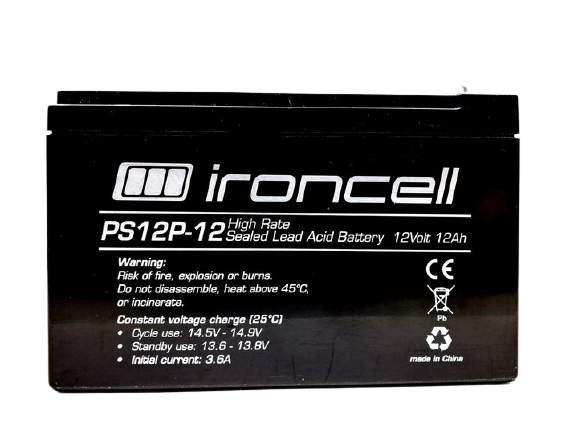 ironcell
PS12P-12 High Rate
Sealed Lead Acid Battery 12Volt 12Ah
Warning:
Risk of fire, explosion or burns.
Do not disassemble, heat above 45°C,
or incinerate.
Constant voltage charge (25°C)
• Cycle use: 14.5V - 14.9V
• Standby use: 13.6 - 13.8V
• Initial current: 3.6A
CE
Pb
made in China